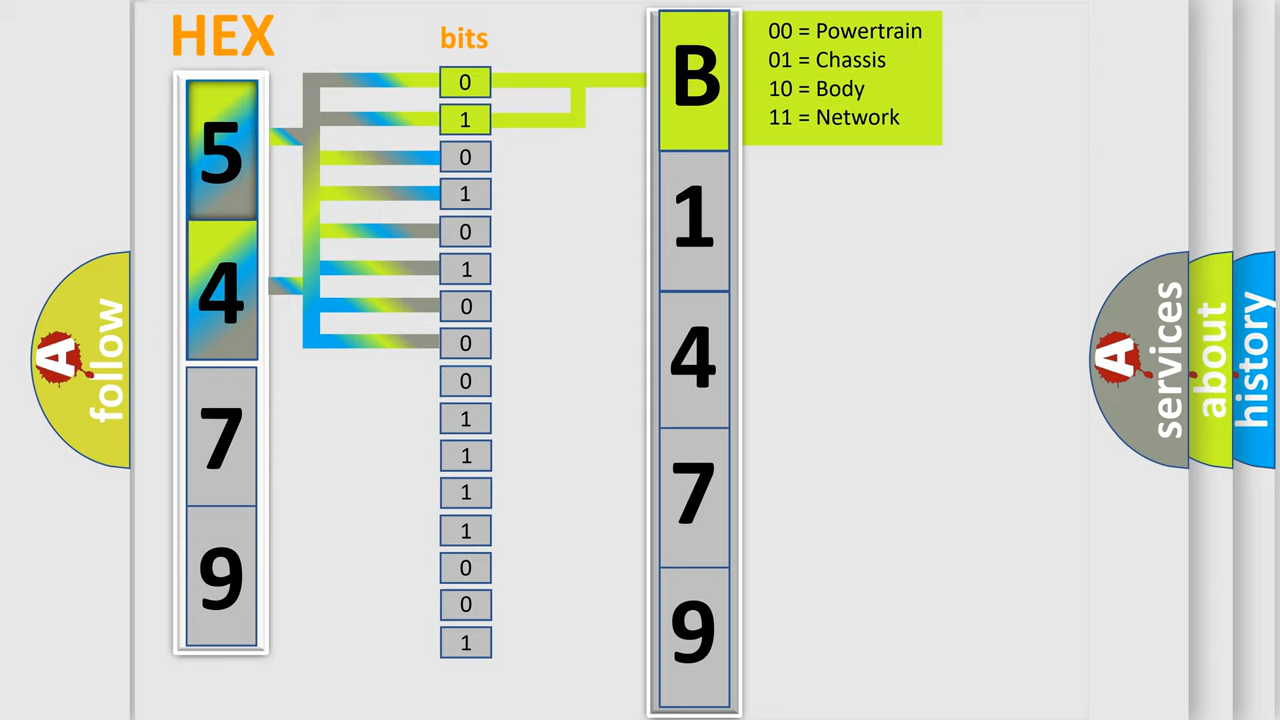 HEX
bits
5
4
7
9
0
1
0
1
0
1
0
0
0
1
1
1
1
0
0
1
B
1
4
7
9
00 = Powertrain
01 = Chassis
10 = Body
11 = Network
A
follow
A
services
about
history